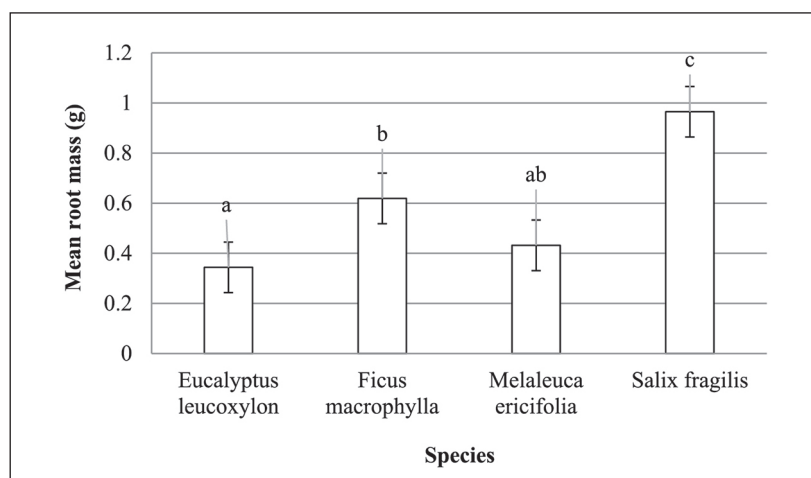 1.2
1
0.8
0.6
0.4
0.2
0
Mean root mass (g)
a
b
ab
c
Eucalyptus
leucoxylon
Ficus
macrophylla
Melaleuca
ericifolia
Salix fragilis
Species